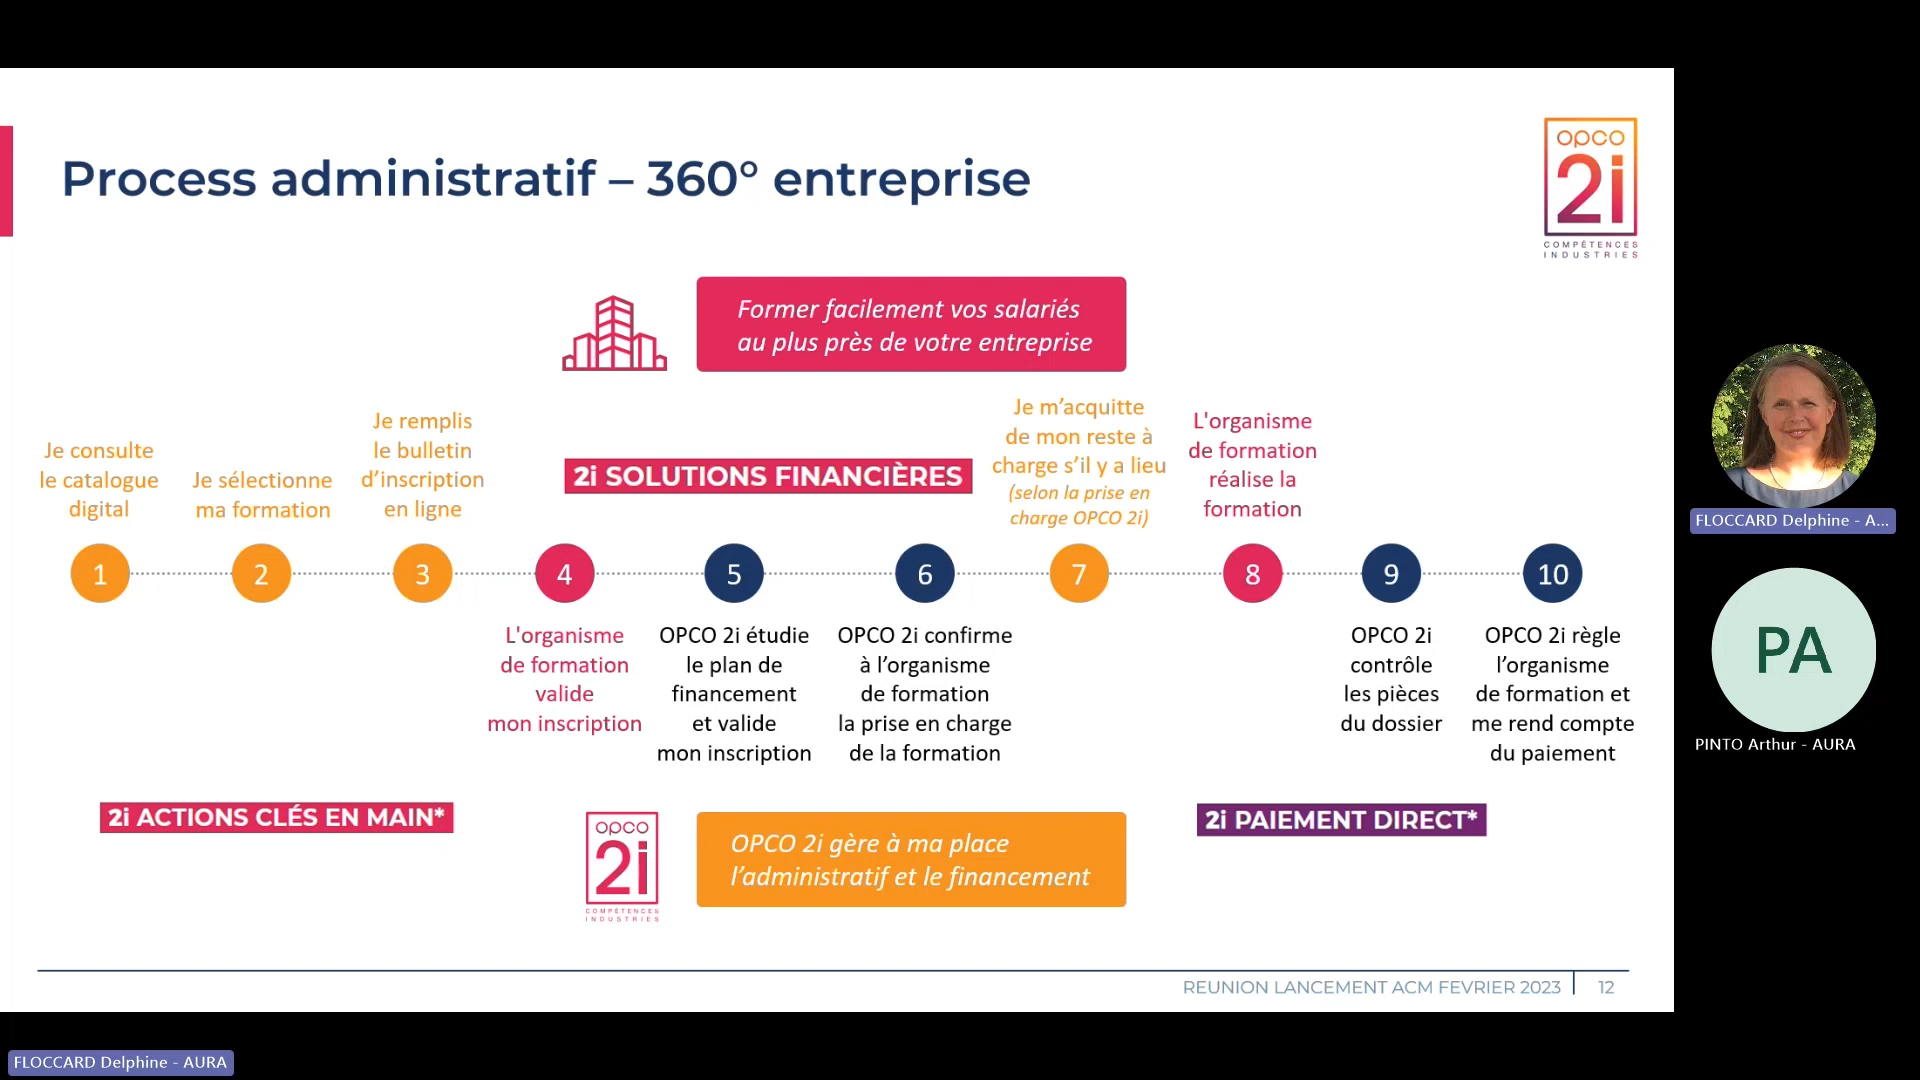 Process administratif – 360° entreprise
opco
2i
COMPÉTENCES
INDUSTRIES
Former facilement vos salariés
au plus près de votre entreprise
Je consulte
le catalogue
digital
Je sélectionne
ma formation
Je remplis
le bulletin
d’inscription
en ligne
2i SOLUTIONS FINANCIÈRES
Je m’acquitte
de mon reste à
charge s’il y a lieu
(selon la prise en
charge OPCO 2i)
L'organisme
de formation
réalise la
formation
1
2
3
4
5
6
7
8
9
10
L'organisme
de formation
valide
mon inscription
OPCO 2i étudie
le plan de
financement
et valide
mon inscription
OPCO 2i confirme
à l’organisme
de formation
la prise en charge
de la formation
OPCO 2i
contrôle
les pièces
du dossier
OPCO 2i règle
l’organisme
de formation et
me rend compte
du paiement
2i ACTIONS CLÉS EN MAIN*
opco
2i
COMPÉTENCES
INDUSTRIES
OPCO 2i gère à ma place
l’administratif et le financement
2i PAIEMENT DIRECT*
REUNION LANCEMENT ACM FEVRIER 2023
12
FLOCCARD Delphine - A...
PA
PINTO Arthur - AURA
FLOCCARD Delphine - AURA